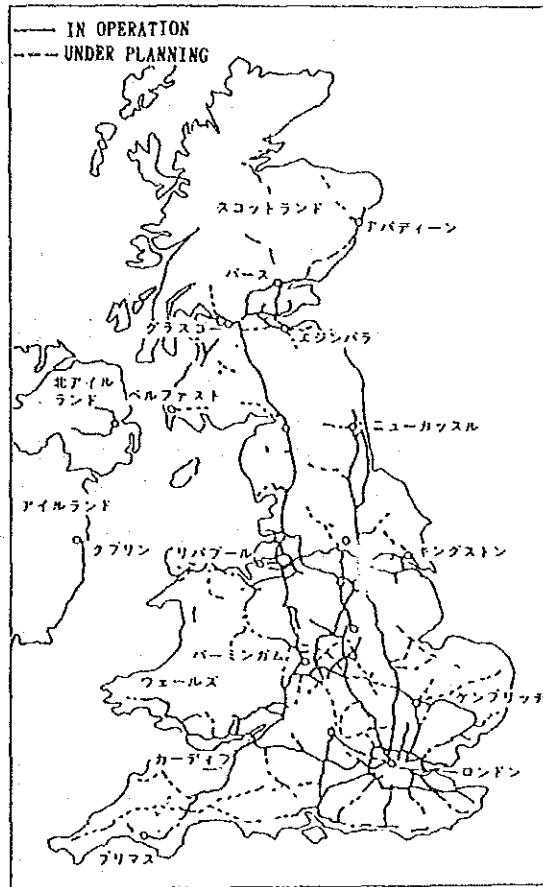 IN OPERATION
UNDER PLANNING
スコットランド
アバディーン
パース
グラスゴー
エジンバラ
北アイル
ランド
ベルファスト
ニューカッスル
アイルランド
ダブリン
リバプール
キングストン
バーミンガム
ウェールズ
ケンブリッヂ
カーディフ
ロンドン
プリマス